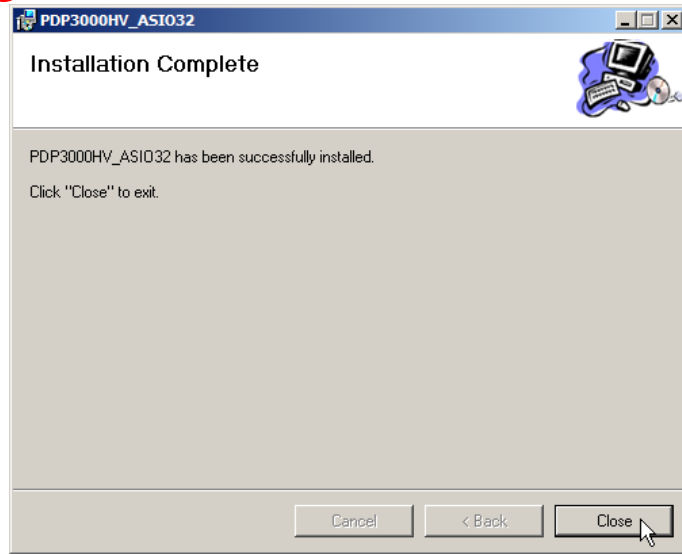 PDP3000HV_ASIO32
Installation Complete
PDP3000HV_ASIO32 has been successfully installed.
Click "Close" to exit.
Cancel
< Back
Close